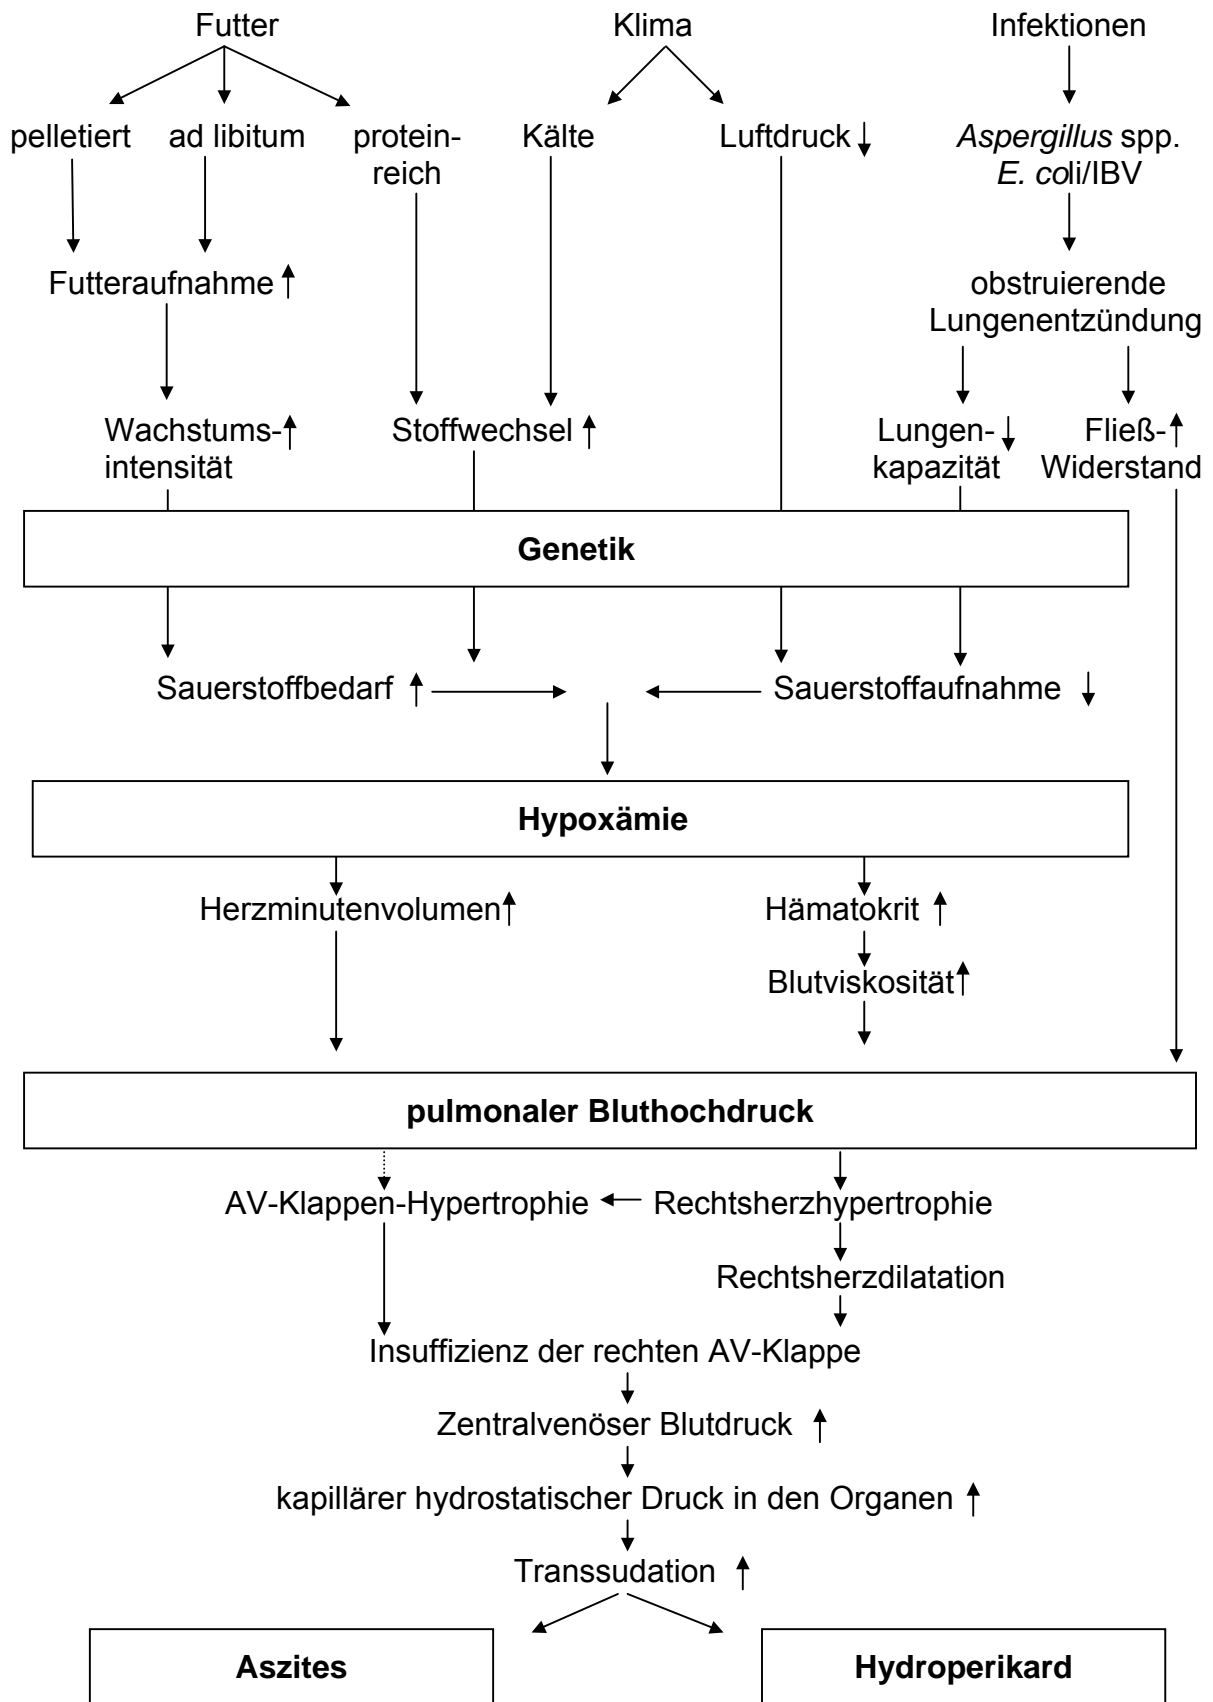 Futter
Klima
Infektionen
pelletiert
ad libitum
protein-
reich
Kälte
Luftdruck ↓
Aspergillus spp.
E. coli/IBV
Futteraufnahme ↑
obstruierende
Lungenentzündung
Wachstums- ↑
intensität
Stoffwechsel ↑
Lungen- ↓
kapazität
Fließ- ↑
Widerstand
Genetik
Sauerstoffbedarf ↑
Sauerstoffaufnahme ↓
Hypoxämie
Herzminutenvolumen ↑
Hämatokrit ↑
Blutviskosität ↑
pulmonaler Bluthochdruck
AV-Klappen-Hypertrophie
Rechtsherzhypertrophie
Rechtsherzdilatation
Insuffizienz der rechten AV-Klappe
Zentralvenöser Blutdruck ↑
kapillärer hydrostatischer Druck in den Organen ↑
Transsudation ↑
Aszites
Hydroperikard